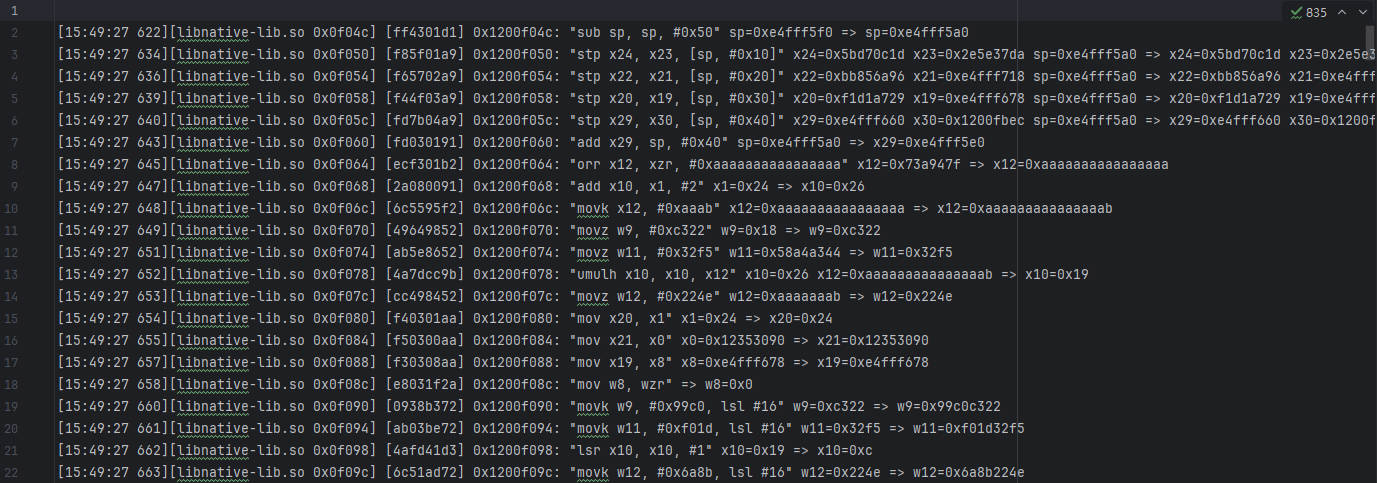 1
835
2 [15:49:27 622][libnative-lib.so 0x0f04c] [ff4301d1] 0x1200f04c: "sub sp, sp, #0x50" sp=0xe4fff5f0 => sp=0xe4fff5a0
3 [15:49:27 634][libnative-lib.so 0x0f050] [f85f01a9] 0x1200f050: "stp x24, x23, [sp, #0x10]" x24=0x5bd70c1d x23=0x2e5e37da sp=0xe4fff5a0 => x24=0x5bd70c1d x23=0x2e5e3
4 [15:49:27 636][libnative-lib.so 0x0f054] [f65702a9] 0x1200f054: "stp x22, x21, [sp, #0x20]" x22=0xbb856a96 x21=0xe4fff718 sp=0xe4fff5a0 => x22=0xbb856a96 x21=0xe4fff
5 [15:49:27 639][libnative-lib.so 0x0f058] [f44f03a9] 0x1200f058: "stp x20, x19, [sp, #0x30]" x20=0xf1d1a729 x19=0xe4fff678 sp=0xe4fff5a0 => x20=0xf1d1a729 x19=0xe4fff
6 [15:49:27 640][libnative-lib.so 0x0f05c] [fd7b04a9] 0x1200f05c: "stp x29, x30, [sp, #0x40]" x29=0xe4fff660 x30=0x1200fbec sp=0xe4fff5a0 => x29=0xe4fff660 x30=0x1200f
7 [15:49:27 643][libnative-lib.so 0x0f060] [fd030191] 0x1200f060: "add x29, sp, #0x40" sp=0xe4fff5a0 => x29=0xe4fff5e0
8 [15:49:27 645][libnative-lib.so 0x0f064] [ecf301b2] 0x1200f064: "orr x12, xzr, #0xaaaaaaaaaaaaaaaa" x12=0x73a947f => x12=0xaaaaaaaaaaaaaaaa
9 [15:49:27 647][libnative-lib.so 0x0f068] [2a080091] 0x1200f068: "add x10, x1, #2" x1=0x24 => x10=0x26
10 [15:49:27 648][libnative-lib.so 0x0f06c] [6c5595f2] 0x1200f06c: "movk x12, #0xaaab" x12=0xaaaaaaaaaaaaaaaa => x12=0xaaaaaaaaaaaaaaab
11 [15:49:27 649][libnative-lib.so 0x0f070] [49649852] 0x1200f070: "movz w9, #0xc322" w9=0x18 => w9=0xc322
12 [15:49:27 651][libnative-lib.so 0x0f074] [ab5e8652] 0x1200f074: "movz w11, #0x32f5" w11=0x58a4a344 => w11=0x32f5
13 [15:49:27 652][libnative-lib.so 0x0f078] [4a7dcc9b] 0x1200f078: "umulh x10, x10, x12" x10=0x26 x12=0xaaaaaaaaaaaaaaab => x10=0x19
14 [15:49:27 653][libnative-lib.so 0x0f07c] [cc498452] 0x1200f07c: "movz w12, #0x224e" w12=0xaaaaaaab => w12=0x224e
15 [15:49:27 654][libnative-lib.so 0x0f080] [f40301aa] 0x1200f080: "mov x20, x1" x1=0x24 => x20=0x24
16 [15:49:27 655][libnative-lib.so 0x0f084] [f50300aa] 0x1200f084: "mov x21, x0" x0=0x12353090 => x21=0x12353090
17 [15:49:27 657][libnative-lib.so 0x0f088] [f30308aa] 0x1200f088: "mov x19, x8" x8=0xe4fff678 => x19=0xe4fff678
18 [15:49:27 658][libnative-lib.so 0x0f08c] [e8031f2a] 0x1200f08c: "mov w8, wzr" => w8=0x0
19 [15:49:27 660][libnative-lib.so 0x0f090] [0938b372] 0x1200f090: "movk w9, #0x99c0, lsl #16" w9=0xc322 => w9=0x99c0c322
20 [15:49:27 661][libnative-lib.so 0x0f094] [ab03be72] 0x1200f094: "movk w11, #0xf01d, lsl #16" w11=0x32f5 => w11=0xf01d32f5
21 [15:49:27 662][libnative-lib.so 0x0f098] [4afd41d3] 0x1200f098: "lsr x10, x10, #1" x10=0x19 => x10=0xc
22 [15:49:27 663][libnative-lib.so 0x0f09c] [6c51ad72] 0x1200f09c: "movk w12, #0x6a8b, lsl #16" w12=0x224e => w12=0x6a8b224e